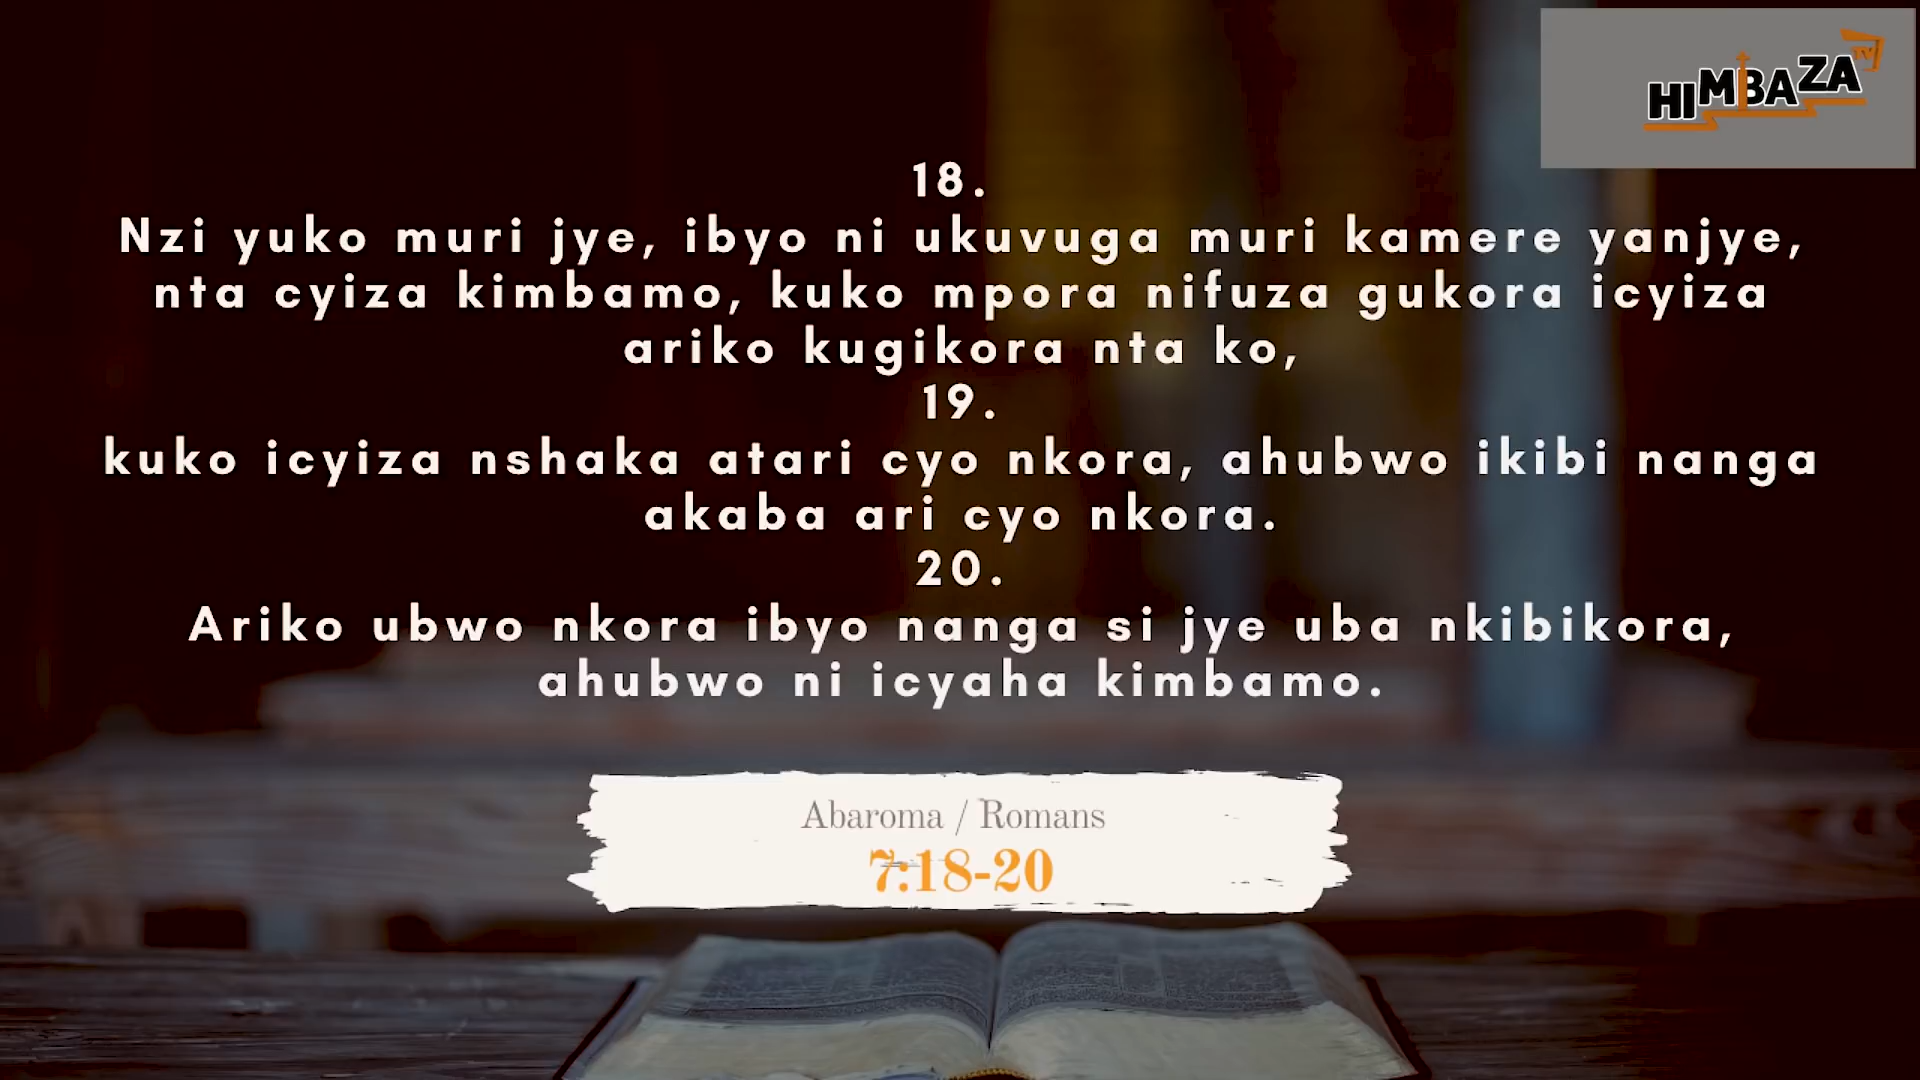 HIMBAZA TV
18.
Nzi yuko muri jye, ibyo ni ukuvuga muri kamere yanjye,
nta cyiza kimbamo, kuko mpora nifuza gukora icyiza
ariko kugikora nta ko,
19.
kuko icyiza nshaka atari cyo nkora, ahubwo ikibi nanga
akaba ari cyo nkora.
20.
Ariko ubwo nkora ibyo nanga si jye uba nkibikora,
ahubwo ni icyaha kimbamo.
Abaroma / Romans
7:18-20